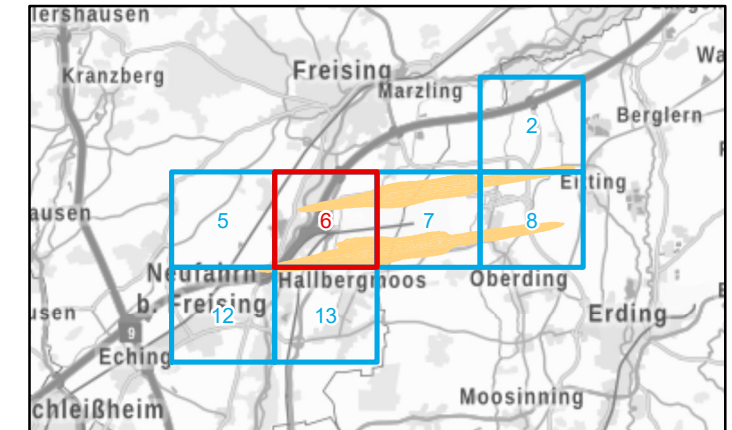 lershausen
Kranzberg
Freising
Marzling
Wa
2
Berglern
Eitting
ausen
5
6
7
8
Neufahrn
b. Freising
Hallbergmoos
Oberding
usen
12
13
Erding
9
Eching
Moosinning
chleißheim